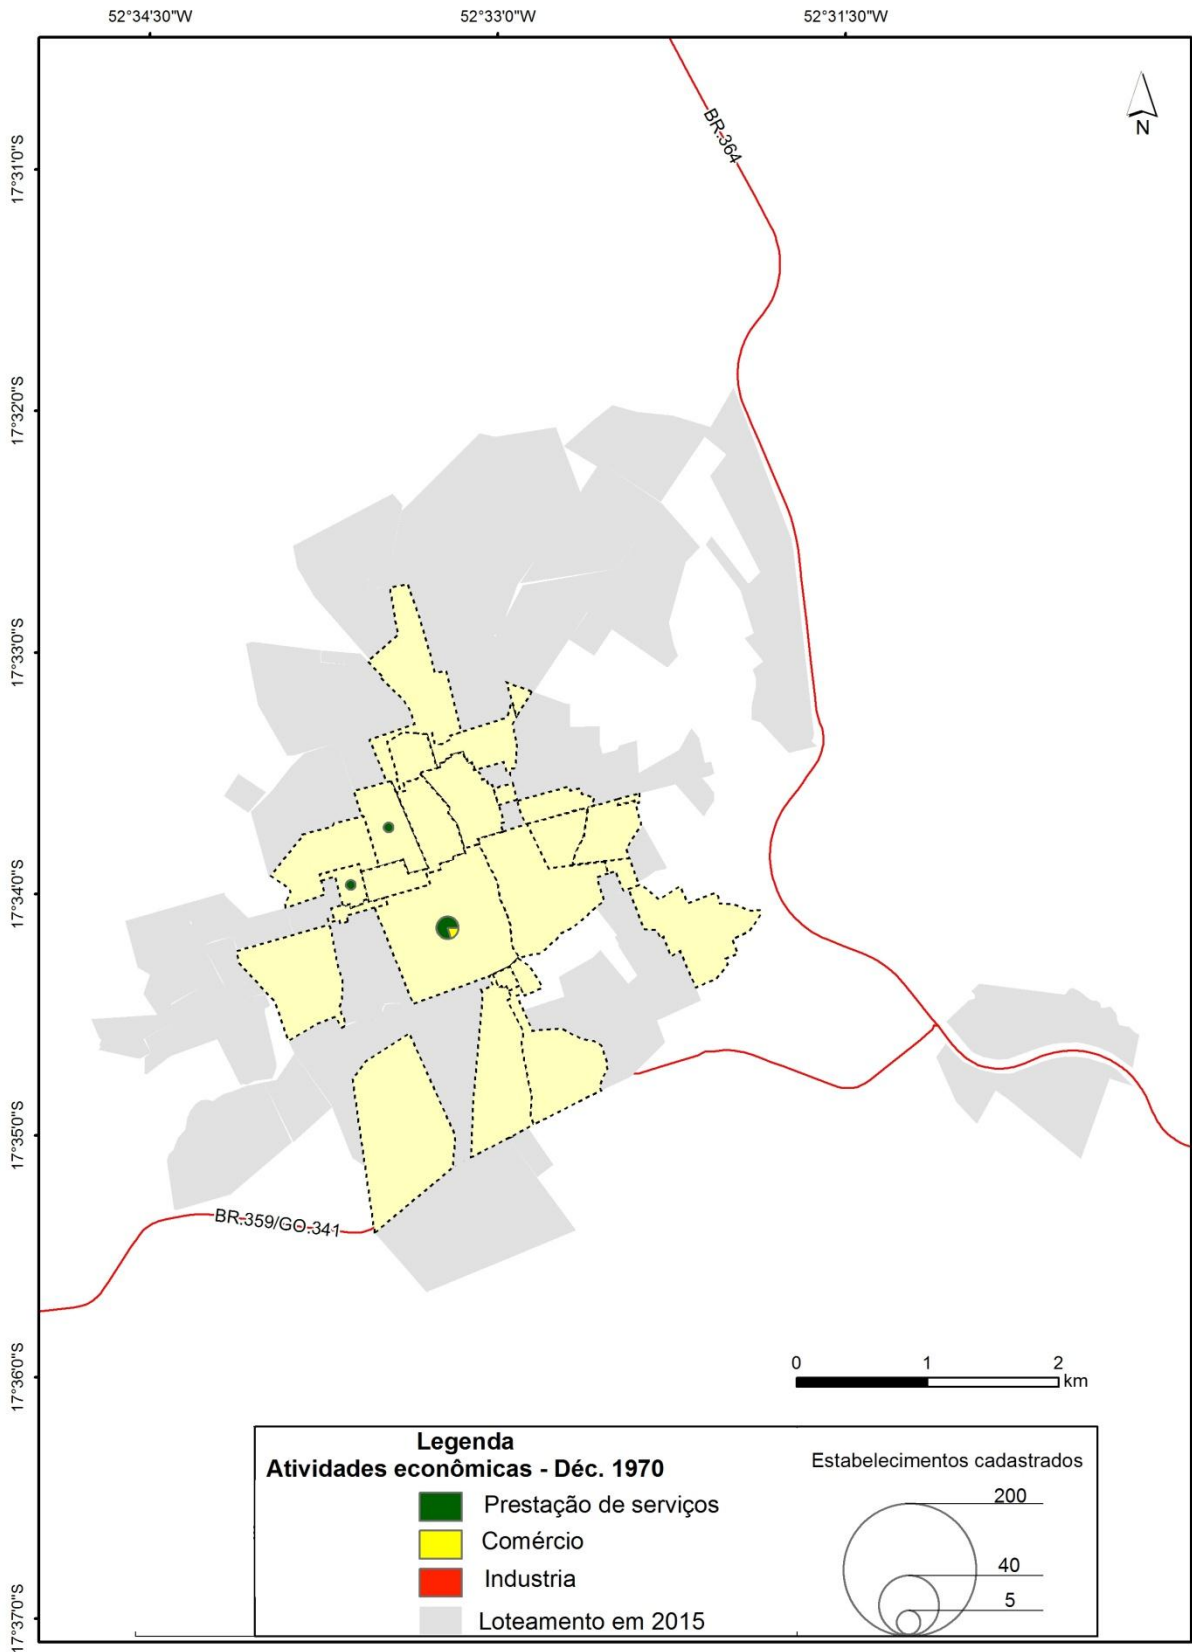 52°34'30"W 52°33'0"W 52°31'30"W
N
BR.364
17°31'0"S
17°32'0"S
17°33'0"S
17°34'0"S
17°35'0"S
BR.359/GO.341
17°36'0"S
0 1 2
km
Legenda
Atividades econômicas - Déc. 1970
Prestação de serviços
Comércio
Industria
Loteamento em 2015
Estabelecimentos cadastrados
200
40
5
17°37'0"S